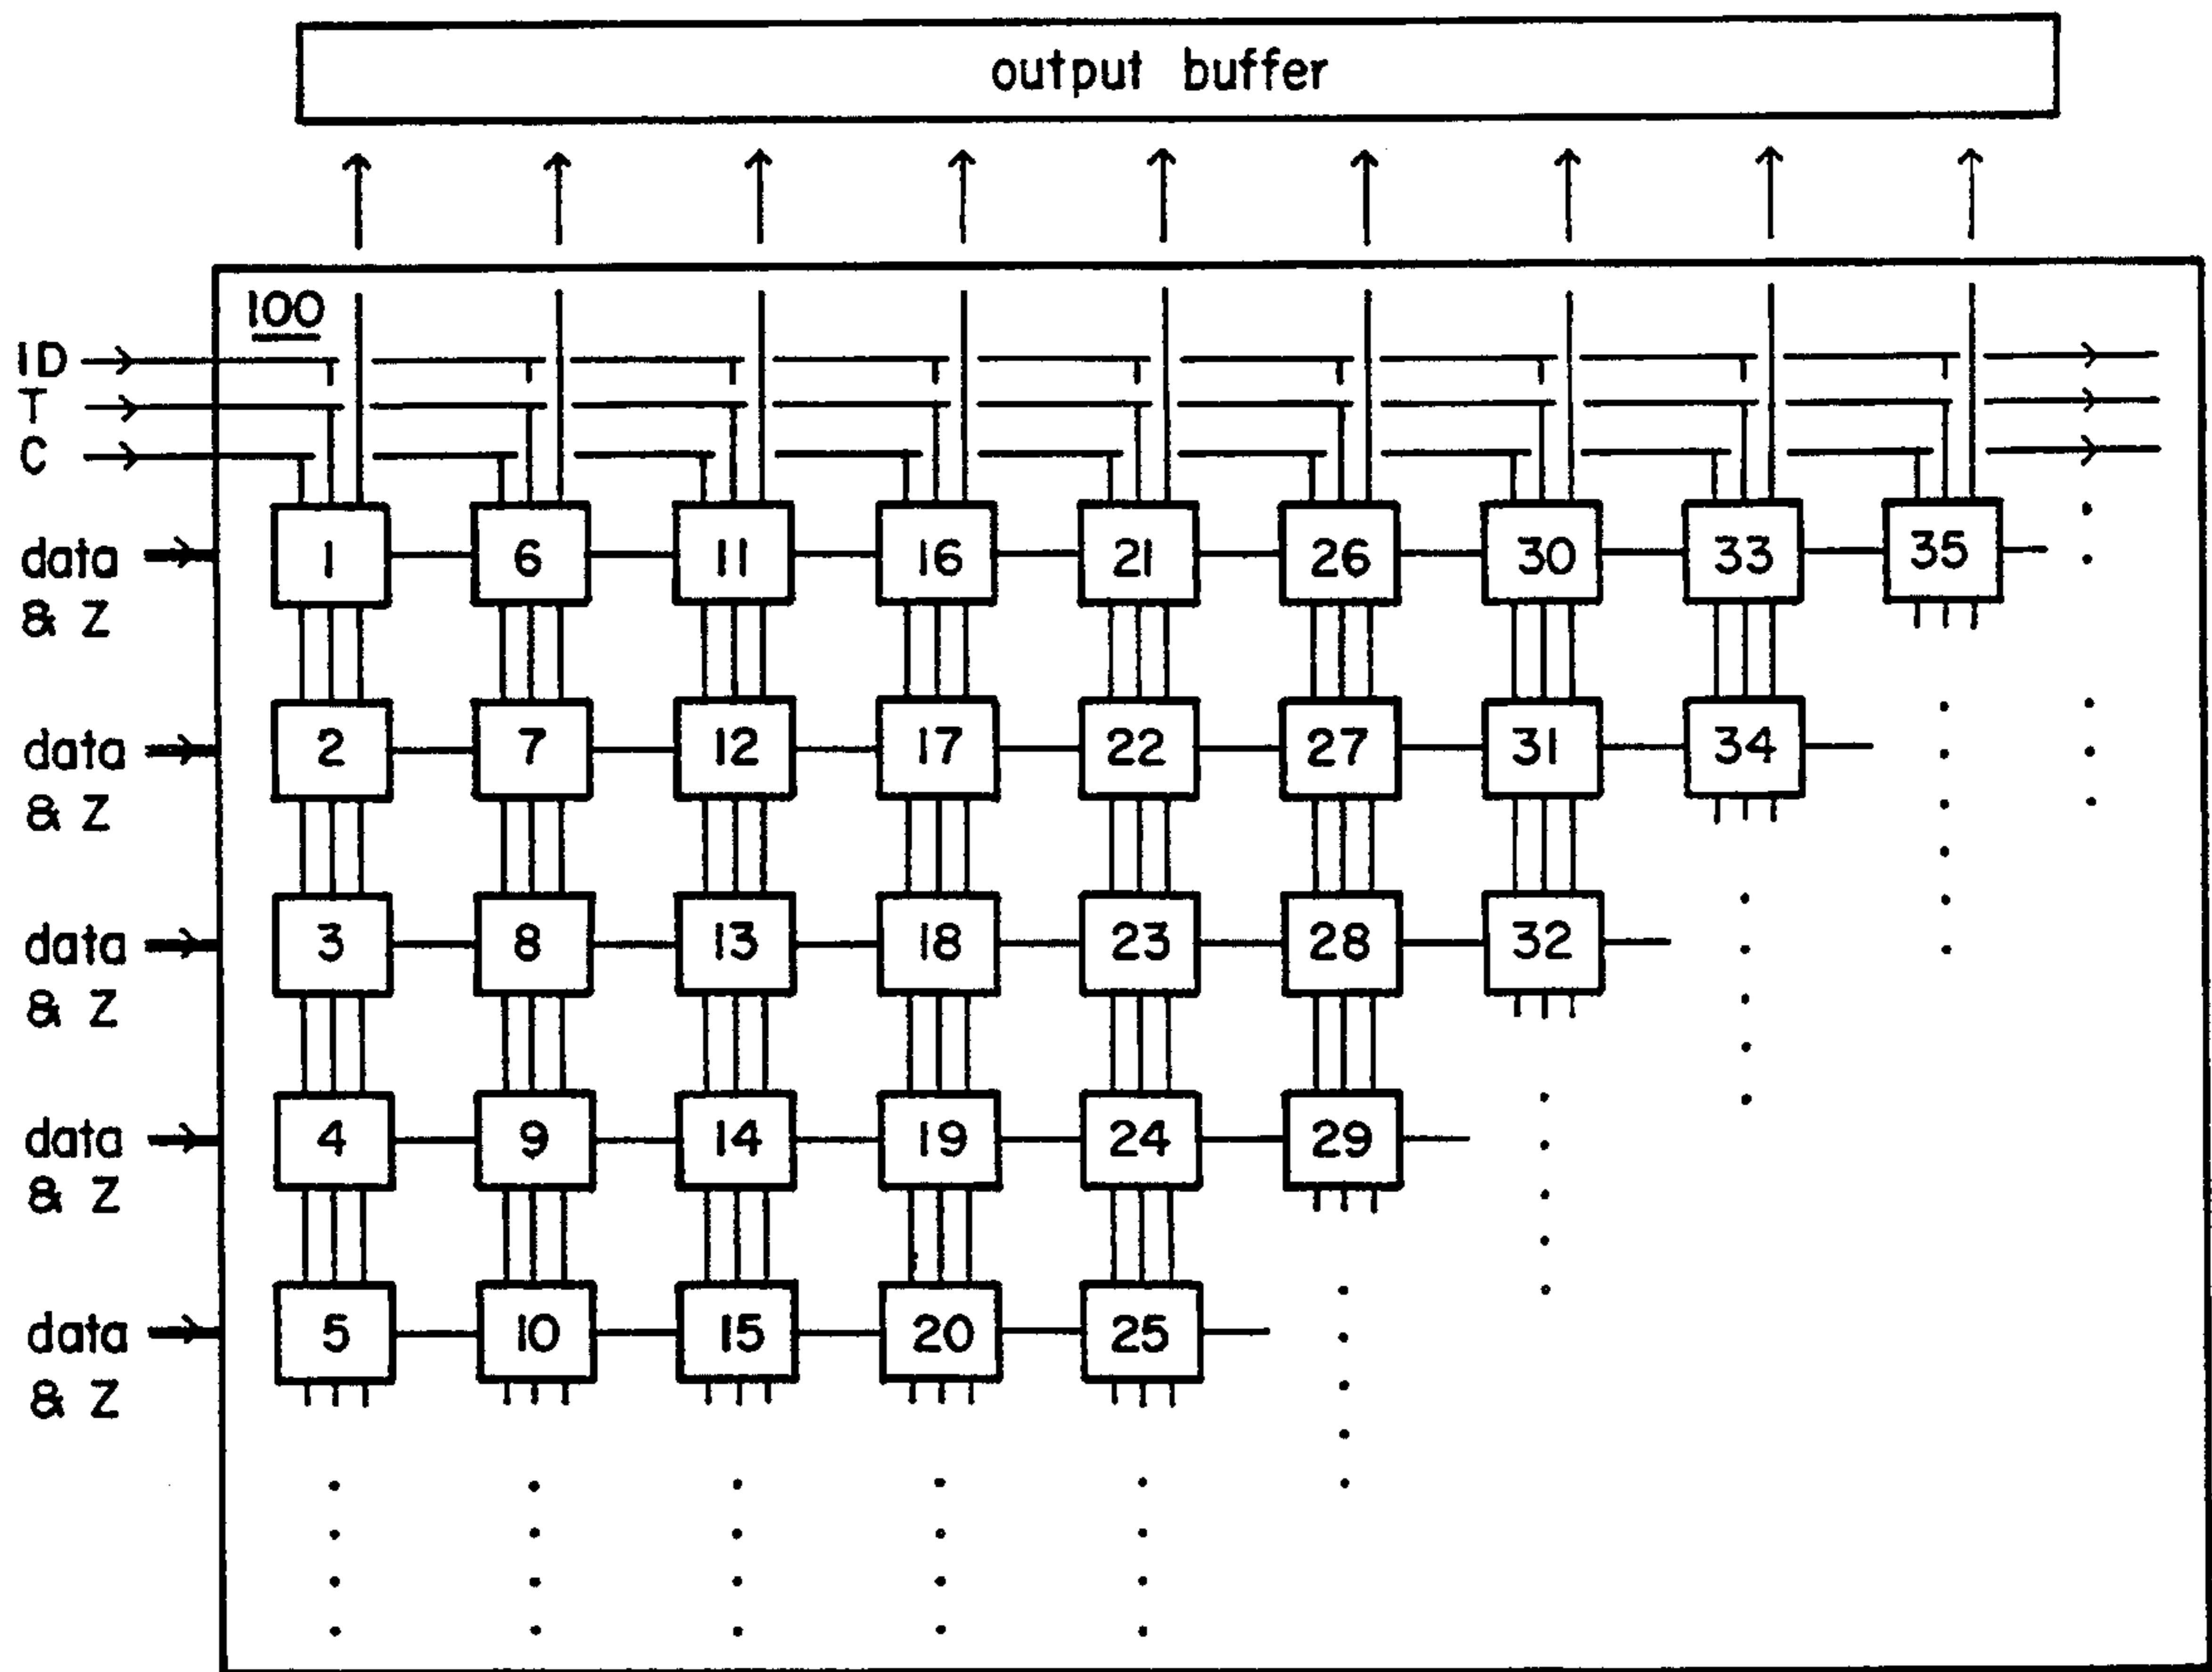 output buffer
100
ID
T
C
data
& Z
1 6 11 16 21 26 30 33 35
data
& Z
2 7 12 17 22 27 31 34
data
& Z
3 8 13 18 23 28 32
data
& Z
4 9 14 19 24 29
data
& Z
5 10 15 20 25